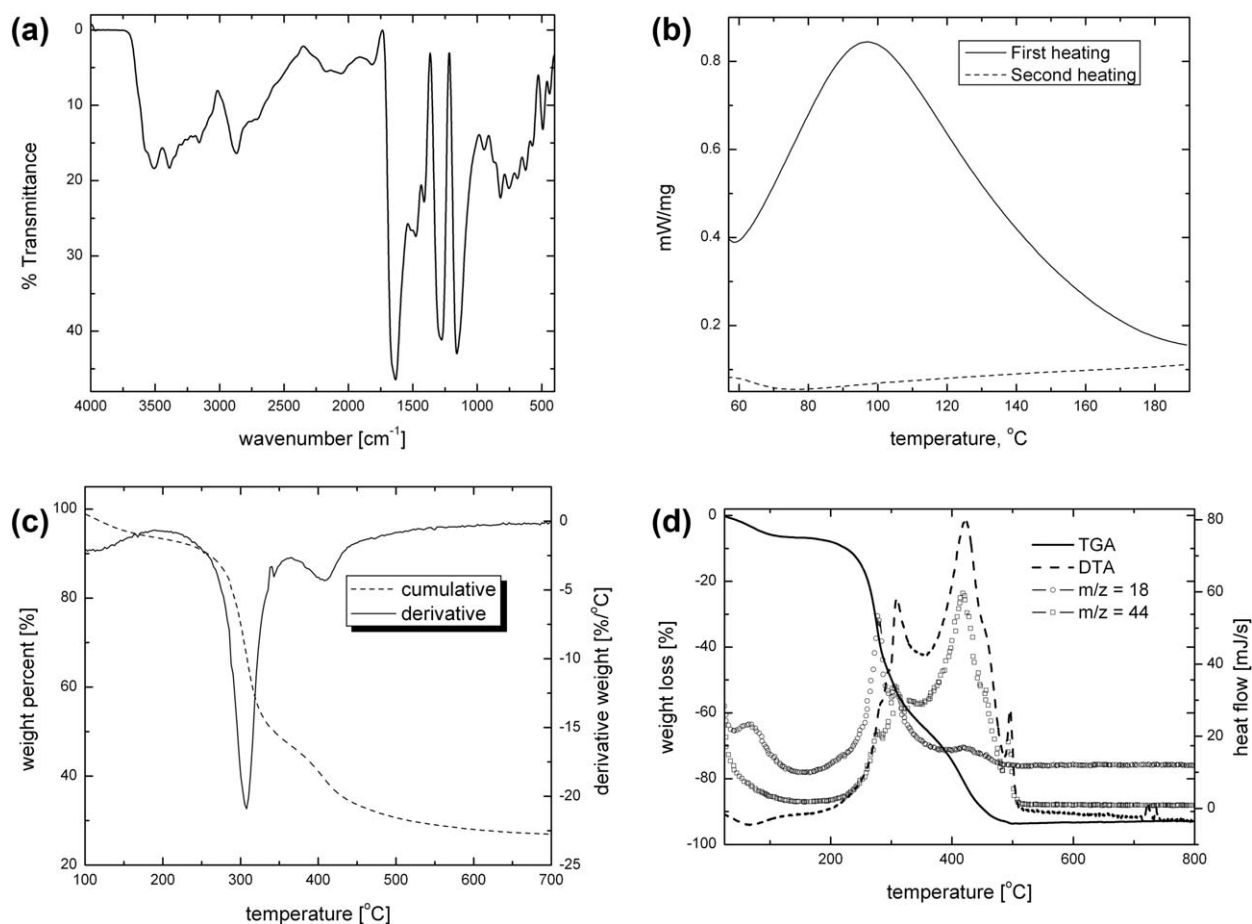 (a)
0
10
20
30
40
% Transmittance
4000 3500 3000 2500 2000 1500 1000 500
wavenumber [cm⁻¹]
(b)
0.8
0.6
0.4
0.2
mW/mg
First heating
Second heating
60 80 100 120 140 160 180
temperature, °C
(c)
100
80
60
40
20
weight percent [%]
cumulative
derivative
0
-5
-10
-15
-20
-25
derivative weight [%/°C]
100 200 300 400 500 600 700
temperature [°C]
(d)
0
-20
-40
-60
-80
-100
weight loss [%]
TGA
DTA
m/z = 18
m/z = 44
80
60
40
20
0
heat flow [mJ/s]
200 400 600 800
temperature [°C]